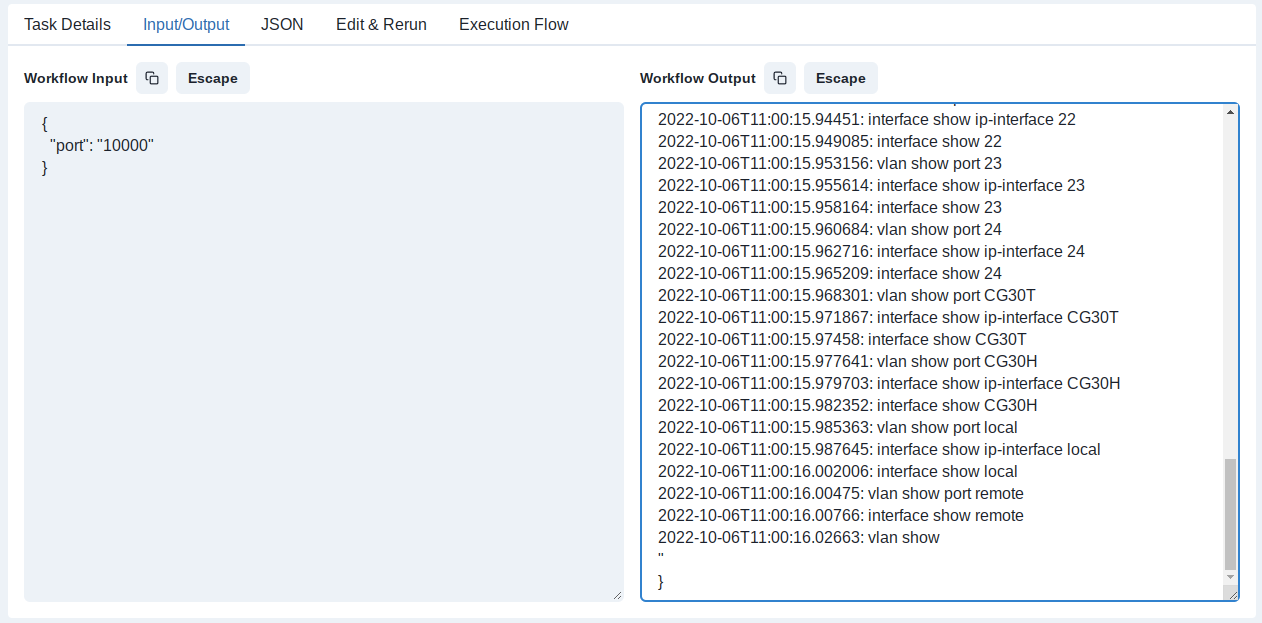 Task Details Input/Output JSON Edit & Rerun Execution Flow
Workflow Input Escape
{
"port": "10000"
}
Workflow Output Escape
2022-10-06T11:00:15.94451: interface show ip-interface 22
2022-10-06T11:00:15.949085: interface show 22
2022-10-06T11:00:15.953156: vlan show port 23
2022-10-06T11:00:15.955614: interface show ip-interface 23
2022-10-06T11:00:15.958164: interface show 23
2022-10-06T11:00:15.960684: vlan show port 24
2022-10-06T11:00:15.962716: interface show ip-interface 24
2022-10-06T11:00:15.965209: interface show 24
2022-10-06T11:00:15.968301: vlan show port CG30T
2022-10-06T11:00:15.971867: interface show ip-interface CG30T
2022-10-06T11:00:15.97458: interface show CG30T
2022-10-06T11:00:15.977641: vlan show port CG30H
2022-10-06T11:00:15.979703: interface show ip-interface CG30H
2022-10-06T11:00:15.982352: interface show CG30H
2022-10-06T11:00:15.985363: vlan show port local
2022-10-06T11:00:15.987645: interface show ip-interface local
2022-10-06T11:00:16.002006: interface show local
2022-10-06T11:00:16.00475: vlan show port remote
2022-10-06T11:00:16.00766: interface show remote
2022-10-06T11:00:16.02663: vlan show
"
}